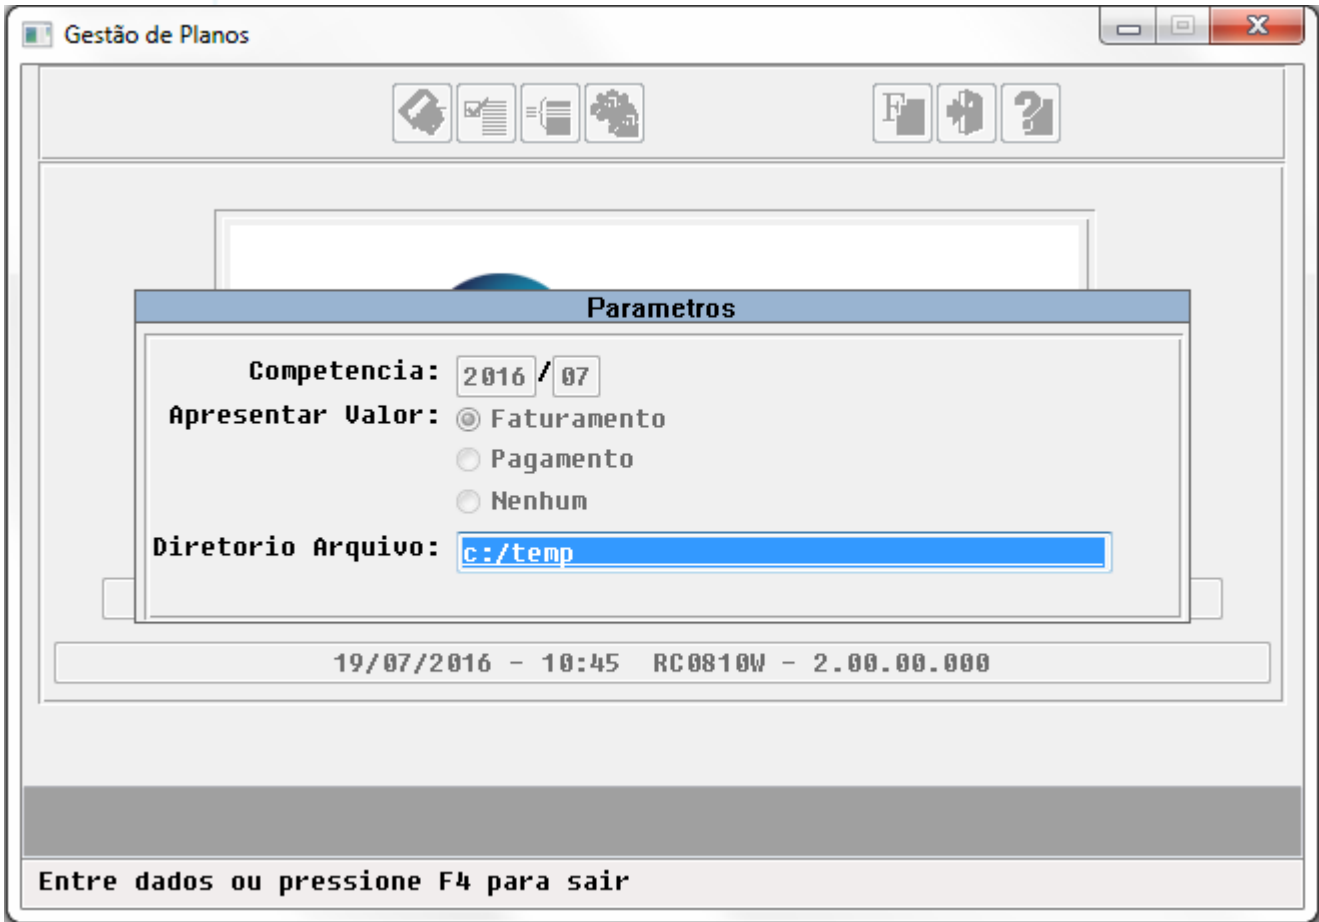 Gestão de Planos
F
Parametros
Competencia: 2016 / 07
Apresentar Valor: Faturamento
Pagamento
Nenhum
Diretorio Arquivo: c:/temp
19/07/2016 - 10:45 RC0810W - 2.00.00.000
Entre dados ou pressione F4 para sair